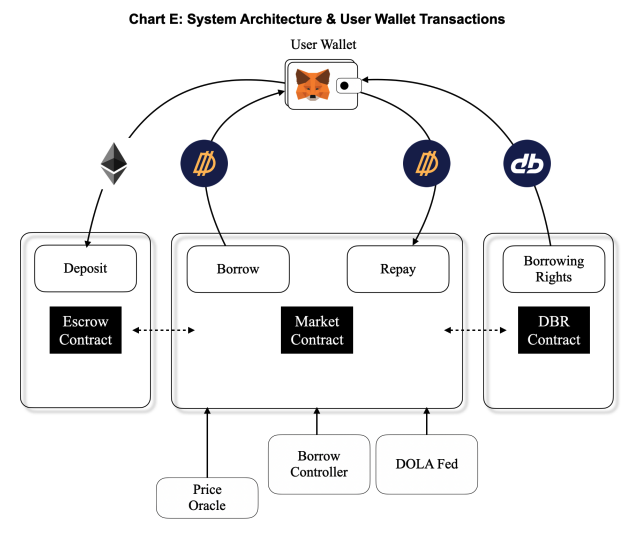 Chart E: System Architecture & User Wallet Transactions
User Wallet
db
Deposit
Borrow
Repay
Borrowing
Rights
Escrow
Contract
Market
Contract
DBR
Contract
Price
Oracle
Borrow
Controller
DOLA Fed